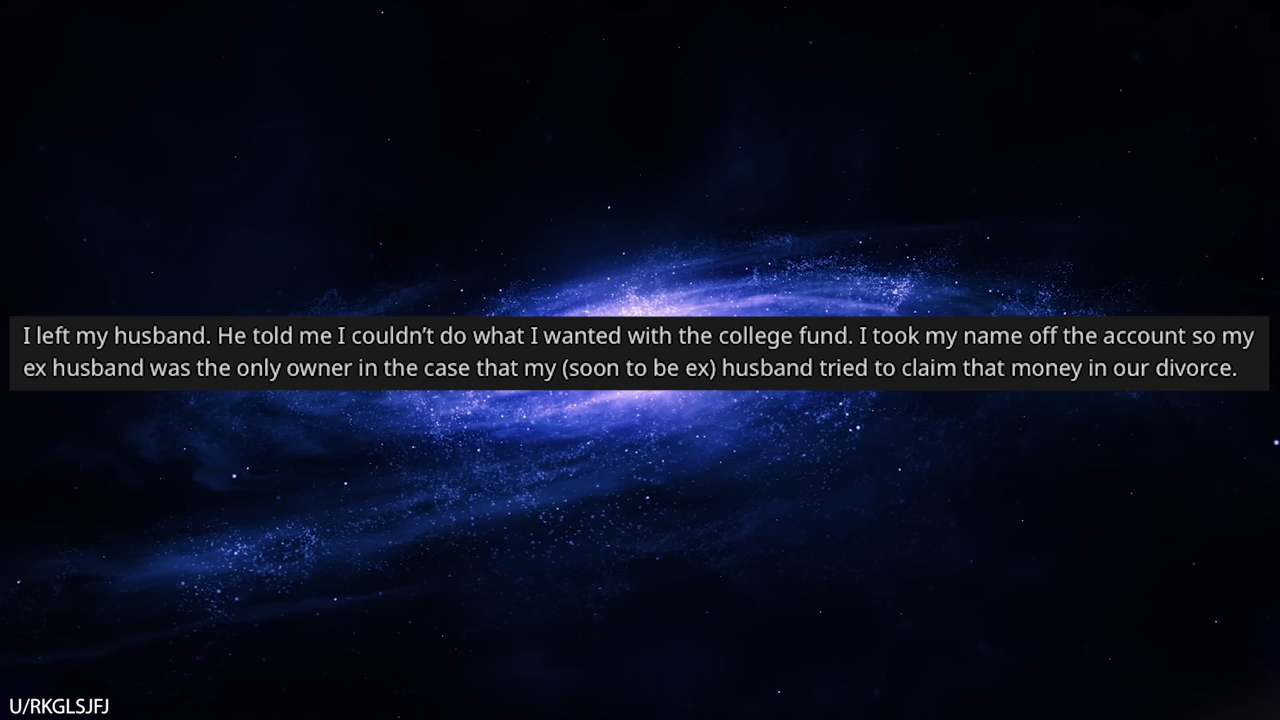 I left my husband. He told me I couldn’t do what I wanted with the college fund. I took my name off the account so my
ex husband was the only owner in the case that my (soon to be ex) husband tried to claim that money in our divorce.
U/RKGLSJFJ